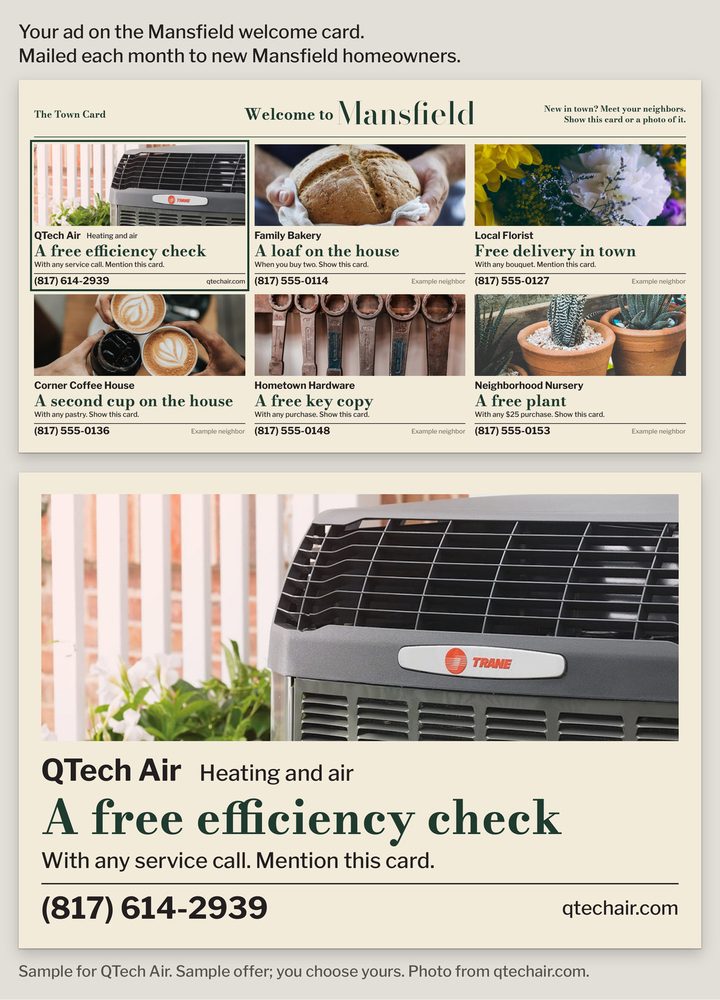 Your ad on the Mansfield welcome card.
Mailed each month to new Mansfield homeowners.
The Town Card
Welcome to Mansfield
New in town? Meet your neighbors.
Show this card or a photo of it.
TRANE
QTech Air Heating and air
A free efficiency check
With any service call. Mention this card.
(817) 614-2939 qtechair.com
Family Bakery
A loaf on the house
When you buy two. Show this card.
(817) 555-0114 Example neighbor
Local Florist
Free delivery in town
With any bouquet. Mention this card.
(817) 555-0127 Example neighbor
Corner Coffee House
A second cup on the house
With any pastry. Show this card.
(817) 555-0136 Example neighbor
Hometown Hardware
A free key copy
With any purchase. Show this card.
(817) 555-0148 Example neighbor
Neighborhood Nursery
A free plant
With any $25 purchase. Show this card.
(817) 555-0153 Example neighbor
TRANE
QTech Air Heating and air
A free efficiency check
With any service call. Mention this card.
(817) 614-2939 qtechair.com
Sample for QTech Air. Sample offer; you choose yours. Photo from qtechair.com.